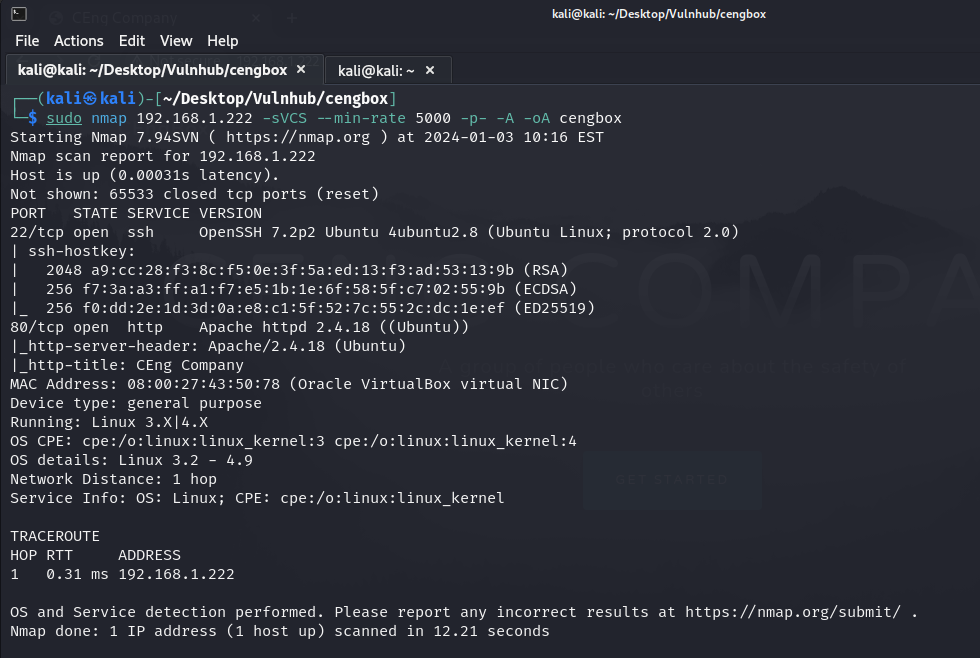 CEng Company
kali@kali: ~/Desktop/Vulnhub/cengbox
File Actions Edit View Help
kali@kali: ~/Desktop/Vulnhub/cengbox × kali@kali: ~ ×
┌──(kali㉿kali)-[~/Desktop/Vulnhub/cengbox]
└─$ sudo nmap 192.168.1.222 -sVCS --min-rate 5000 -p- -A -oA cengbox
Starting Nmap 7.94SVN ( https://nmap.org ) at 2024-01-03 10:16 EST
Nmap scan report for 192.168.1.222
Host is up (0.00031s latency).
Not shown: 65533 closed tcp ports (reset)
PORT   STATE SERVICE VERSION
22/tcp open  ssh     OpenSSH 7.2p2 Ubuntu 4ubuntu2.8 (Ubuntu Linux; protocol 2.0)
| ssh-hostkey:
|   2048 a9:cc:28:f3:8c:f5:0e:3f:5a:ed:13:f3:ad:53:13:9b (RSA)
|   256 f7:3a:a3:ff:a1:f7:e5:1b:1e:6f:58:5f:c7:02:55:9b (ECDSA)
|_  256 f0:dd:2e:1d:3d:0a:e8:c1:5f:52:7c:55:2c:dc:1e:ef (ED25519)
80/tcp open  http    Apache httpd 2.4.18 ((Ubuntu))
|_http-server-header: Apache/2.4.18 (Ubuntu)
|_http-title: CEng Company
MAC Address: 08:00:27:43:50:78 (Oracle VirtualBox virtual NIC)
Device type: general purpose
Running: Linux 3.X|4.X
OS CPE: cpe:/o:linux:linux_kernel:3 cpe:/o:linux:linux_kernel:4
OS details: Linux 3.2 - 4.9
Network Distance: 1 hop
Service Info: OS: Linux; CPE: cpe:/o:linux:linux_kernel
GET STARTED
TRACEROUTE
HOP RTT     ADDRESS
1   0.31 ms 192.168.1.222
OS and Service detection performed. Please report any incorrect results at https://nmap.org/submit/ .
Nmap done: 1 IP address (1 host up) scanned in 12.21 seconds